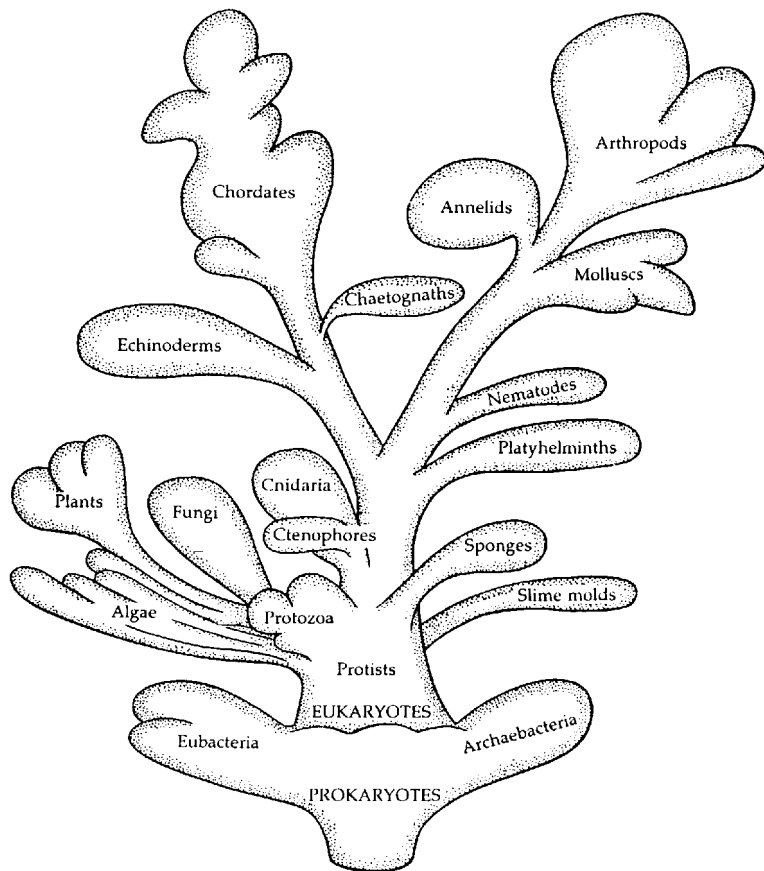 Arthropods
Chordates
Annelids
Molluscs
Chaetognaths
Echinoderms
Nematodes
Platyhelminths
Cnidaria
Plants
Fungi
Ctenophores
Sponges
Slime molds
Algae
Protozoa
Protists
EUKARYOTES
Eubacteria
Archaebacteria
PROKARYOTES